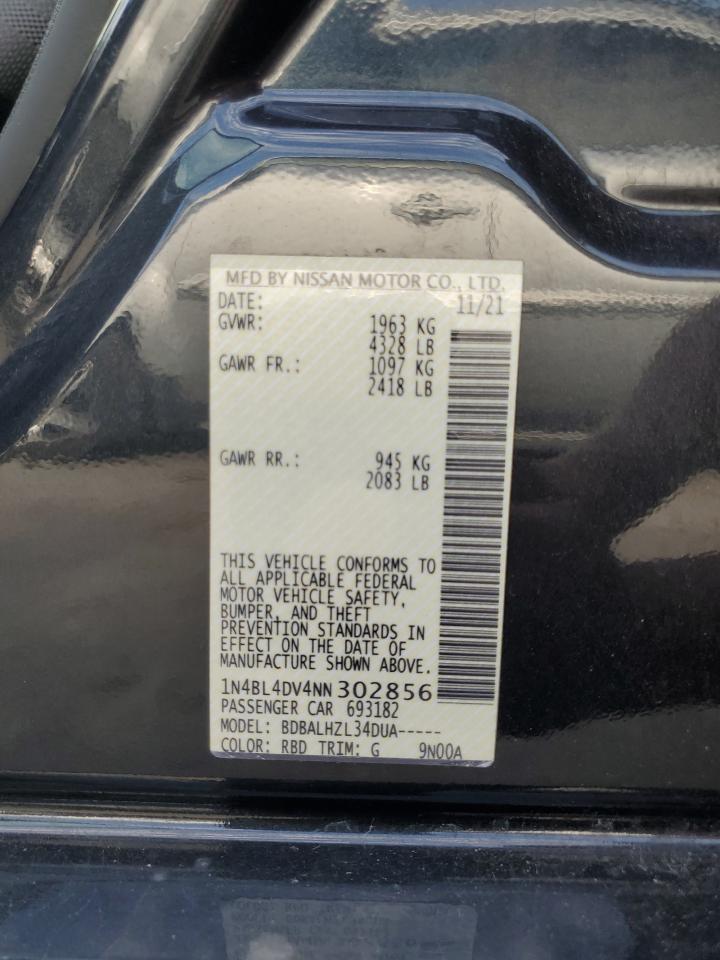 MFD BY NISSAN MOTOR CO., LTD.
DATE: 11/21
GVWR: 1963 KG
4328 LB
GAWR FR.: 1097 KG
2418 LB
GAWR RR.: 945 KG
2083 LB
THIS VEHICLE CONFORMS TO
ALL APPLICABLE FEDERAL
MOTOR VEHICLE SAFETY,
BUMPER, AND THEFT
PREVENTION STANDARDS IN
EFFECT ON THE DATE OF
MANUFACTURE SHOWN ABOVE.
1N4BL4DV4NN 302856
PASSENGER CAR 693182
MODEL: BDBALHZL34DUA-----
COLOR: RBD TRIM: G 9N00A